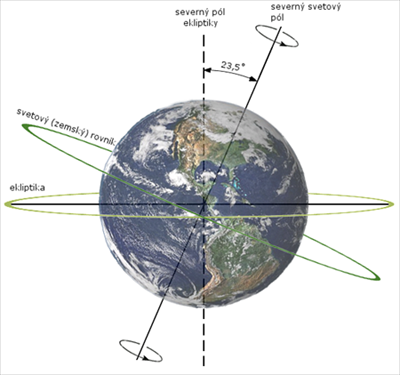 severný pól
ekliptiky
severný svetový
pól
23,5°
svetový (zemský) rovník
ekliptika